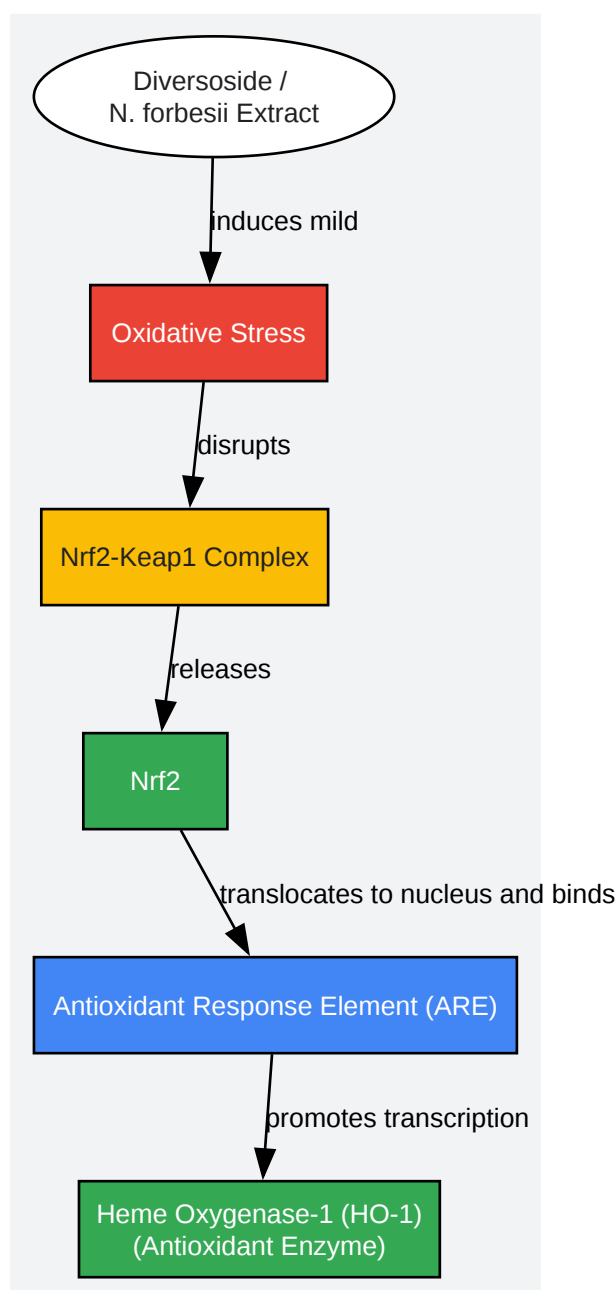 Diversoside /
N. forbesii Extract
induces mild
Oxidative Stress
disrupts
Nrf2-Keap1 Complex
releases
Nrf2
translocates to nucleus and binds
Antioxidant Response Element (ARE)
promotes transcription
Heme Oxygenase-1 (HO-1)
(Antioxidant Enzyme)